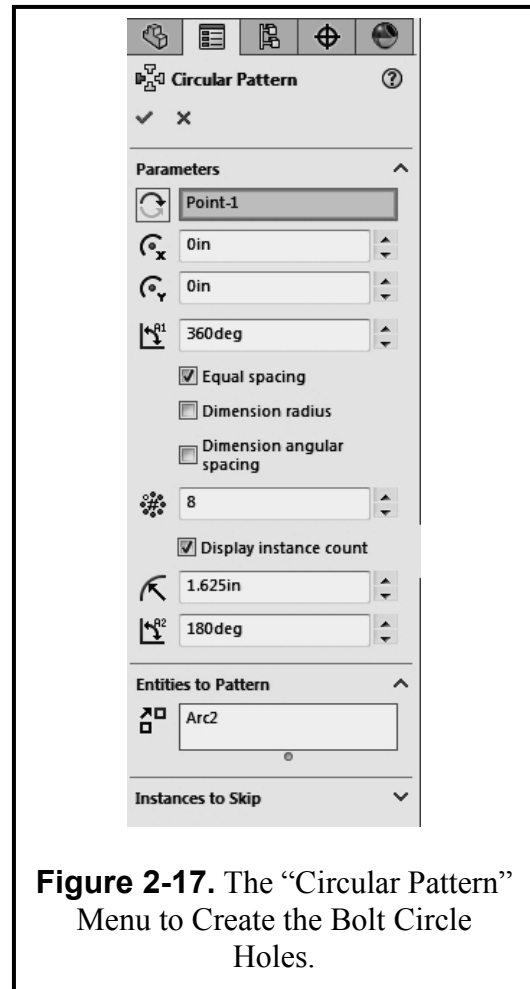 Circular Pattern
Parameters
Point-1
0in
0in
360deg
Equal spacing
Dimension radius
Dimension angular
spacing
8
Display instance count
1.625in
180deg
Entities to Pattern
Arc2
Instances to Skip
Figure 2-17. The “Circular Pattern”
Menu to Create the Bolt Circle
Holes.